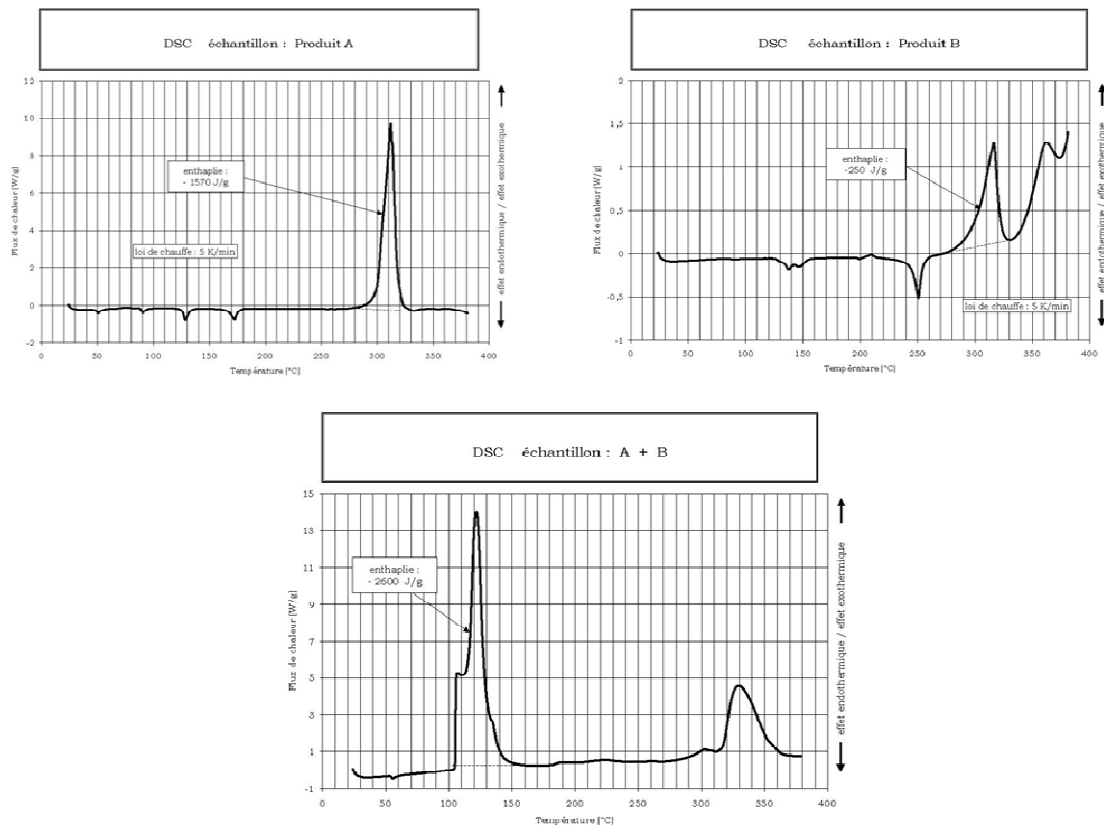 DSC échantillon : Produit A
12
10
8
6
4
2
0
-2
Flux de chaleur [W/g]
enthaplie :
- 1570 J/g
loi de chauffe : 5 K/min
0 50 100 150 200 250 300 350 400
Température [°C]
effet endothermique / effet exothermique
DSC échantillon : Produit B
2
1,5
1
0,5
0
-0,5
-1
Flux de chaleur [W/g]
enthaplie :
-250 J/g
loi de chauffe : 5 K/min
0 50 100 150 200 250 300 350 400
Température [°C]
effet endothermique / effet exothermique
DSC échantillon : A + B
15
13
11
9
7
5
3
1
-1
Flux de chaleur [W/g]
enthaplie :
- 2600 J/g
0 50 100 150 200 250 300 350 400
Température [°C]
effet endothermique / effet exothermique